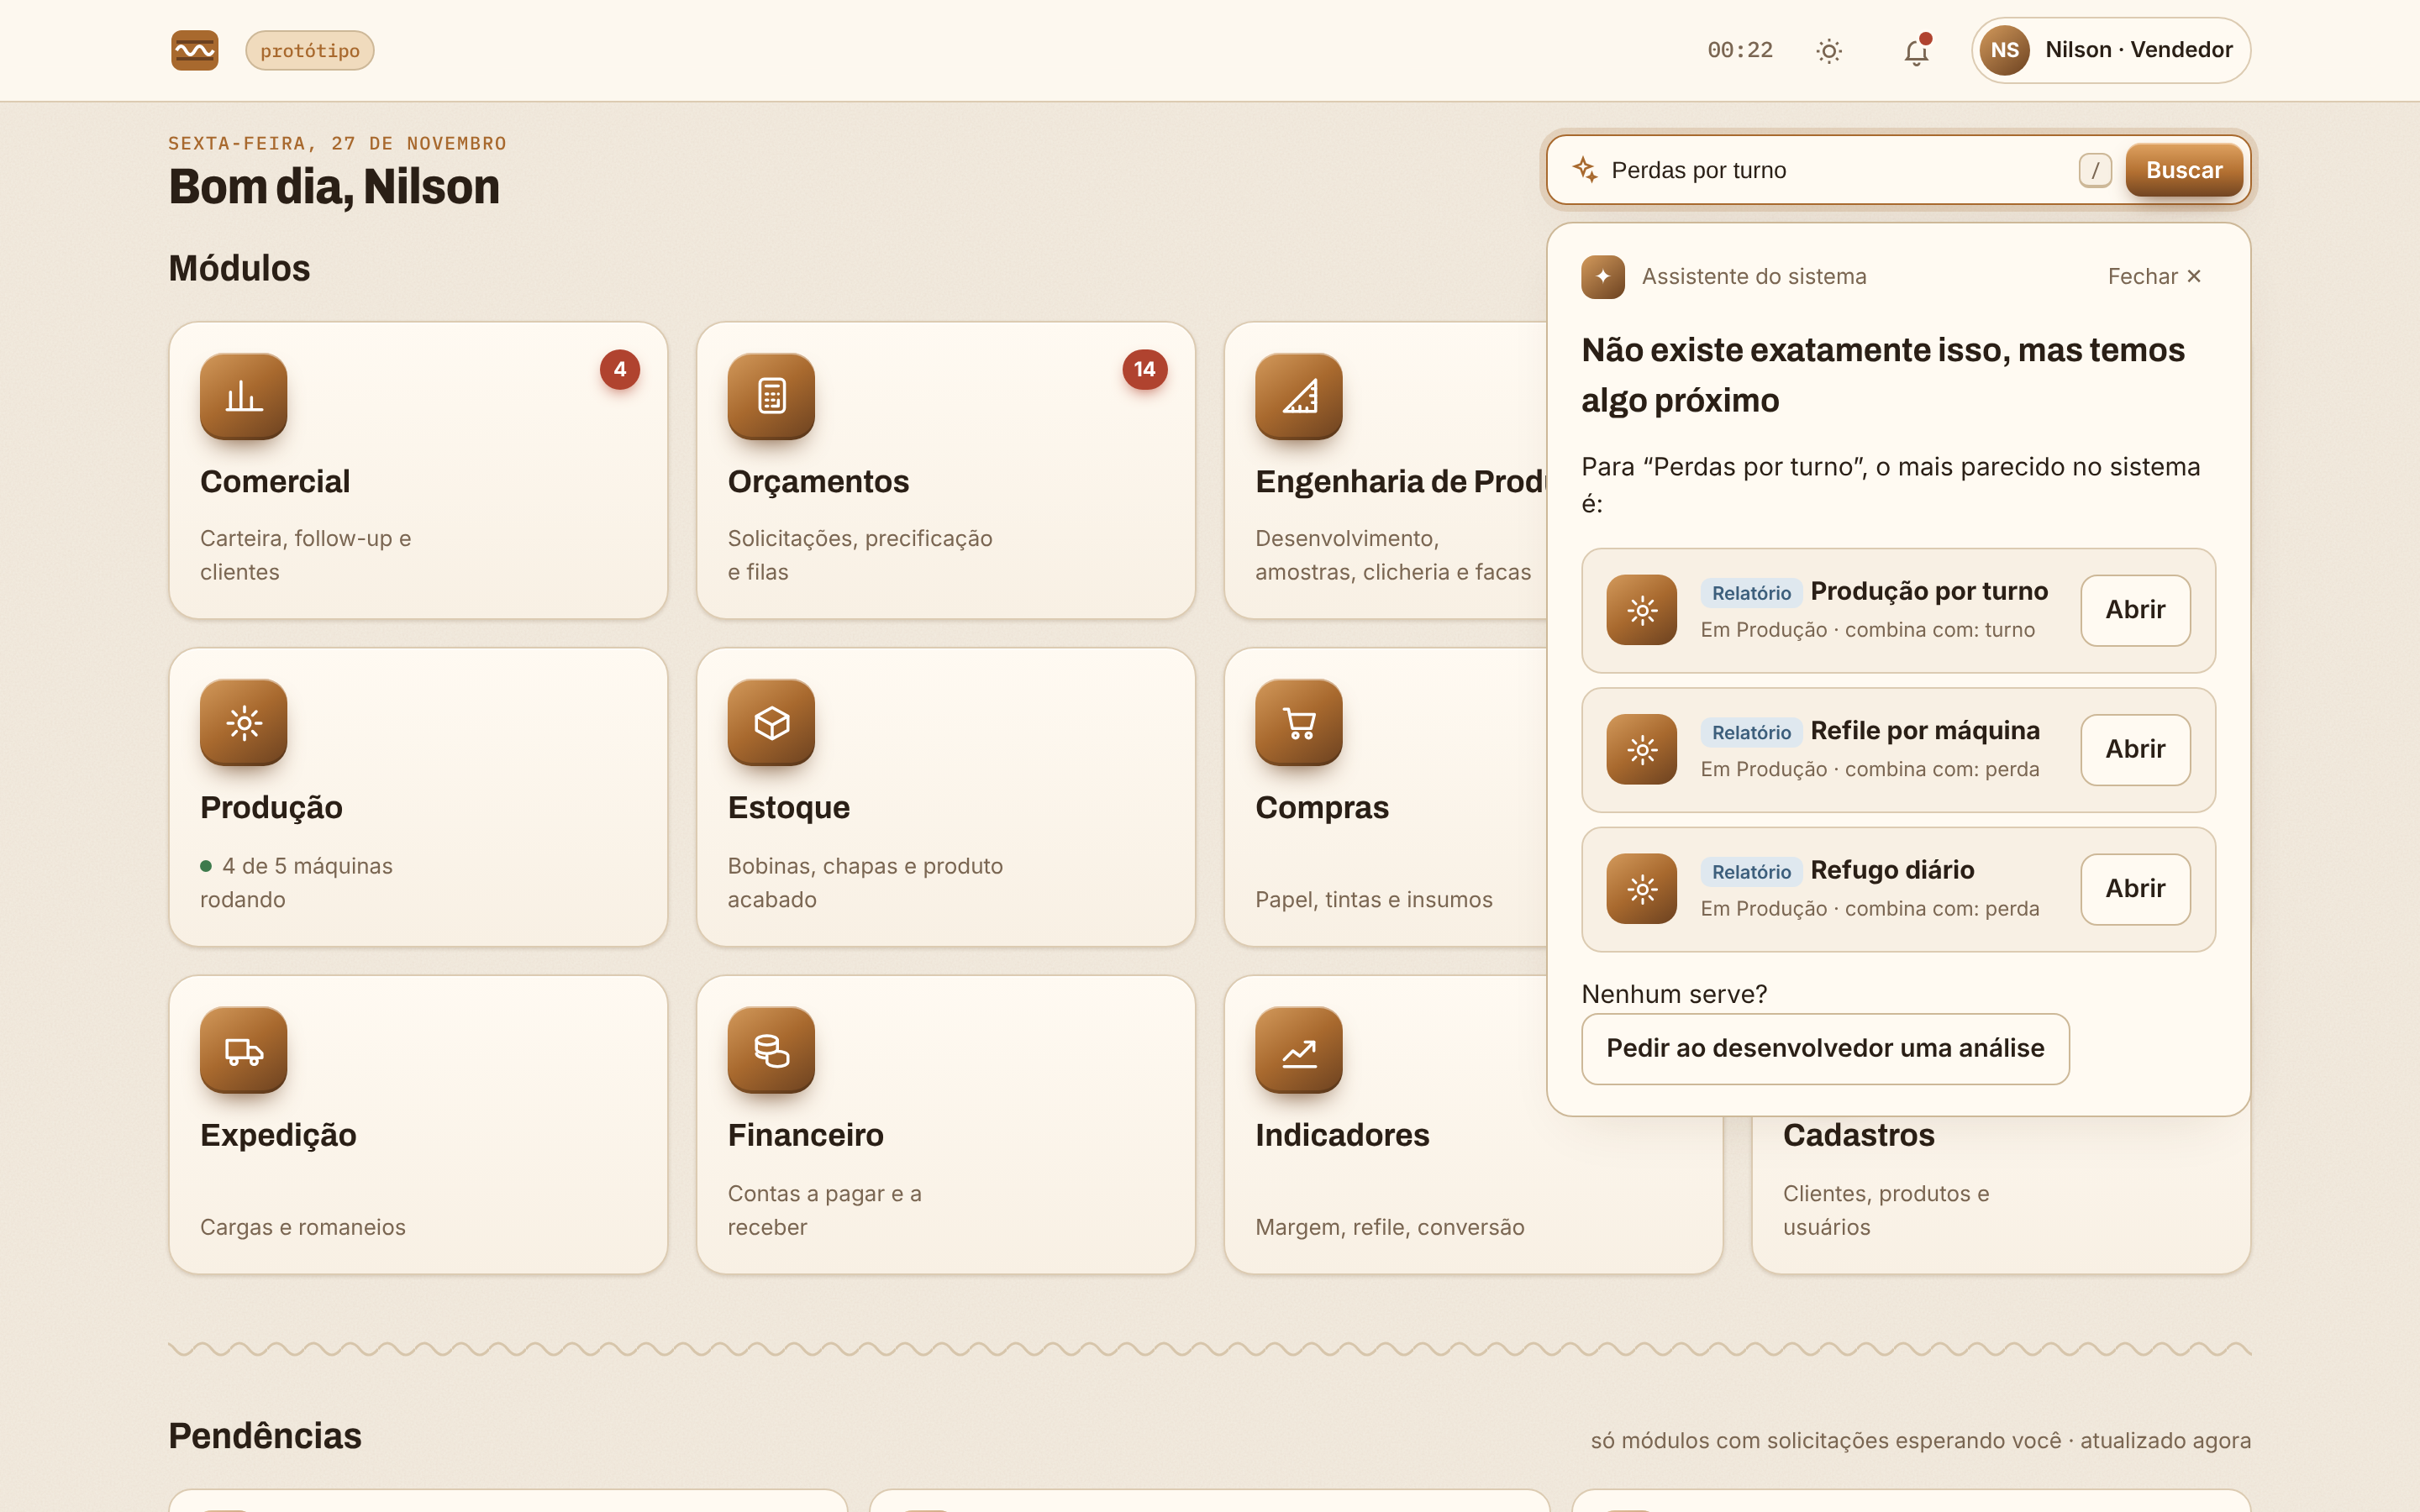 protótipo
00:22
NS
Nilson · Vendedor
SEXTA-FEIRA, 27 DE NOVEMBRO
Bom dia, Nilson
Perdas por turno
/
Buscar
Módulos
4
Comercial
Carteira, follow-up e
clientes
14
Orçamentos
Solicitações, precificação
e filas
Engenharia de Produ
Desenvolvimento,
amostras, clicheria e facas
Produção
4 de 5 máquinas
rodando
Estoque
Bobinas, chapas e produto
acabado
Compras
Papel, tintas e insumos
Expedição
Cargas e romaneios
Financeiro
Contas a pagar e a
receber
Indicadores
Margem, refile, conversão
Cadastros
Clientes, produtos e
usuários
Assistente do sistema
Fechar ✕
Não existe exatamente isso, mas temos
algo próximo
Para “Perdas por turno”, o mais parecido no sistema
é:
Relatório Produção por turno
Em Produção · combina com: turno
Abrir
Relatório Refile por máquina
Em Produção · combina com: perda
Abrir
Relatório Refugo diário
Em Produção · combina com: perda
Abrir
Nenhum serve?
Pedir ao desenvolvedor uma análise
Pendências
só módulos com solicitações esperando você · atualizado agora